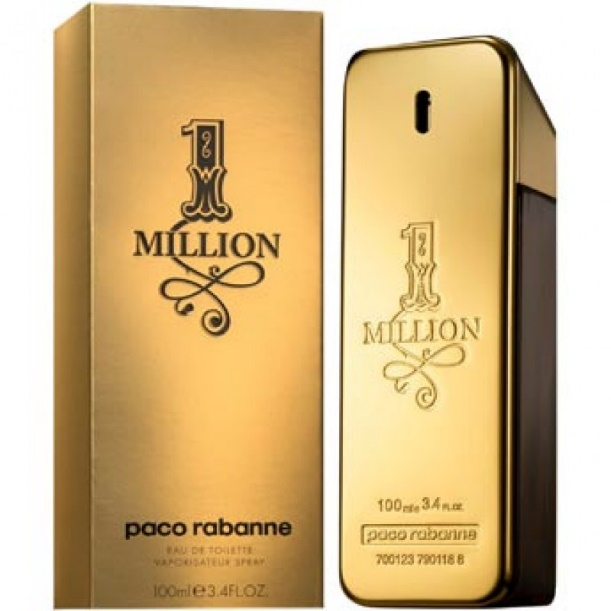 1
MILLION
paco rabanne
EAU DE TOILETTE
VAPORISATEUR SPRAY
100ml e 3.4FL.OZ.
1
MILLION
100ml e 3.4 FL.OZ.
paco rabanne
700123 790118 8